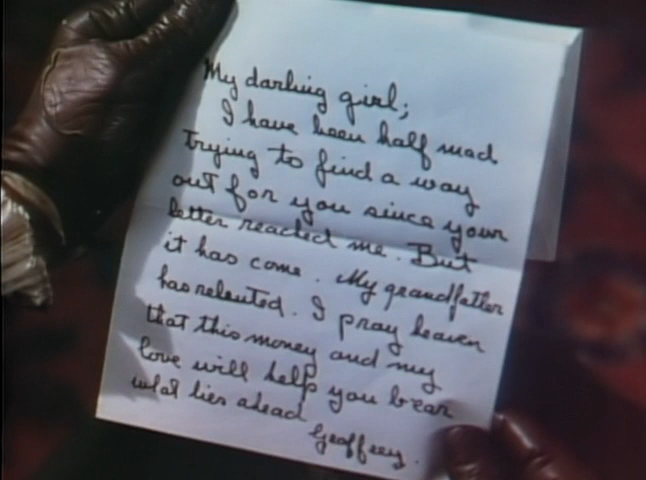 My darling girl;
I have been half mad
trying to find a way
out for you since your
letter reached me. But
it has come. My grandfather
has relented. I pray heaven
that this money and my
love will help you bear
what lies ahead
Geoffrey.